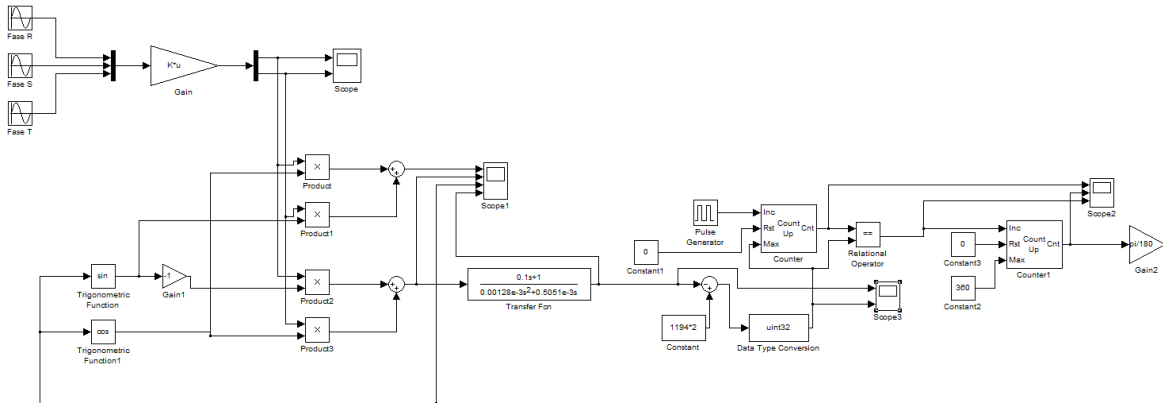 Fase R
Fase S
Fase T
K*u
Gain
Scope
×
Product
×
Product1
×
Product2
×
Product3
sin
Trigonometric
Function
cos
Trigonometric
Function1
-1
Gain1
+
+
+
+
Scope1
0.1s+1
0.00128e-3s²+0.5051e-3s
Transfer Fcn
Pulse
Generator
0
Constant1
Inc
Rst
Max
Count
Up
Cnt
Counter
==
Relational
Operator
1194*2
Constant
uint32
Data Type Conversion
Scope3
Scope2
0
Constant3
360
Constant2
Inc
Rst
Max
Count
Up
Cnt
Counter1
pi/180
Gain2